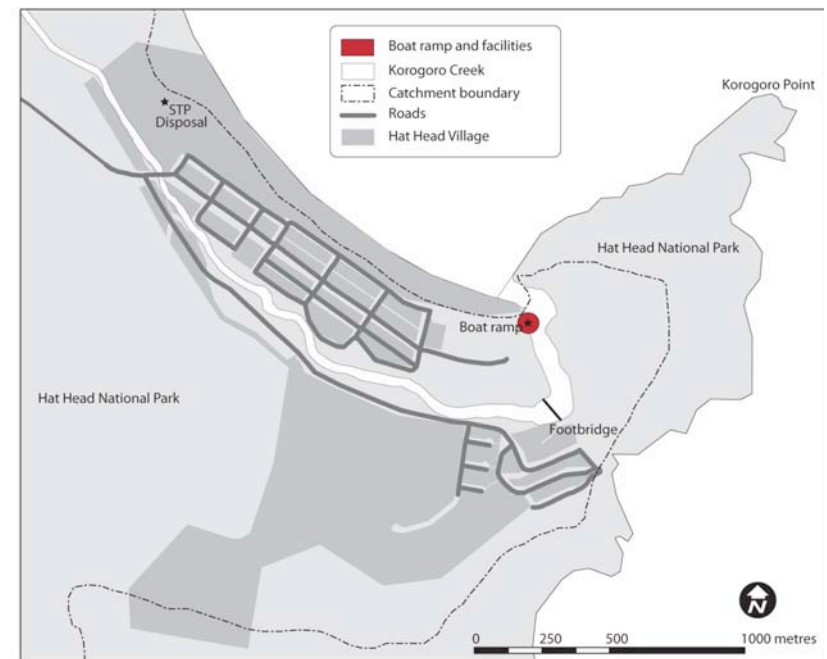 Boat ramp and facilities
Korogoro Creek
Catchment boundary
Roads
Hat Head Village
Korogoro Point
STP
Disposal
Hat Head National Park
Boat ramp
Hat Head National Park
Footbridge
N
0 250 500 1000 metres